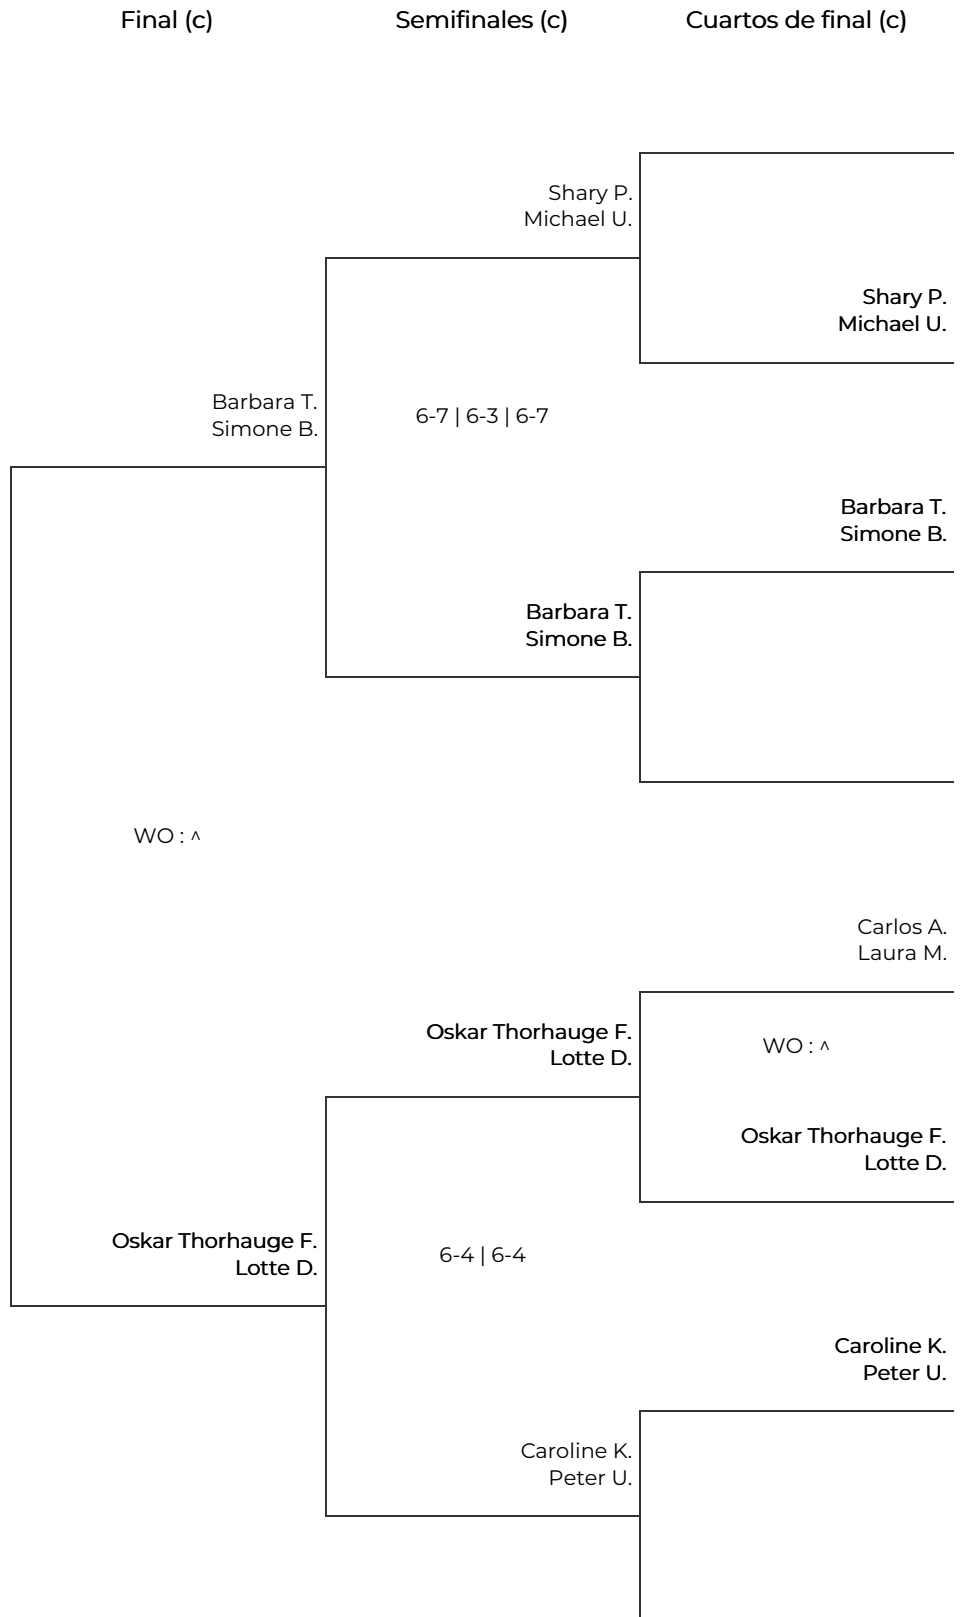 Final (c)
Semifinales (c)
Cuartos de final (c)
Shary P.
Michael U.
Shary P.
Michael U.
Barbara T.
Simone B.
6-7 | 6-3 | 6-7
Barbara T.
Simone B.
Barbara T.
Simone B.
WO : ^
Carlos A.
Laura M.
Oskar Thorhauge F.
Lotte D.
WO : ^
Oskar Thorhauge F.
Lotte D.
Oskar Thorhauge F.
Lotte D.
6-4 | 6-4
Caroline K.
Peter U.
Caroline K.
Peter U.